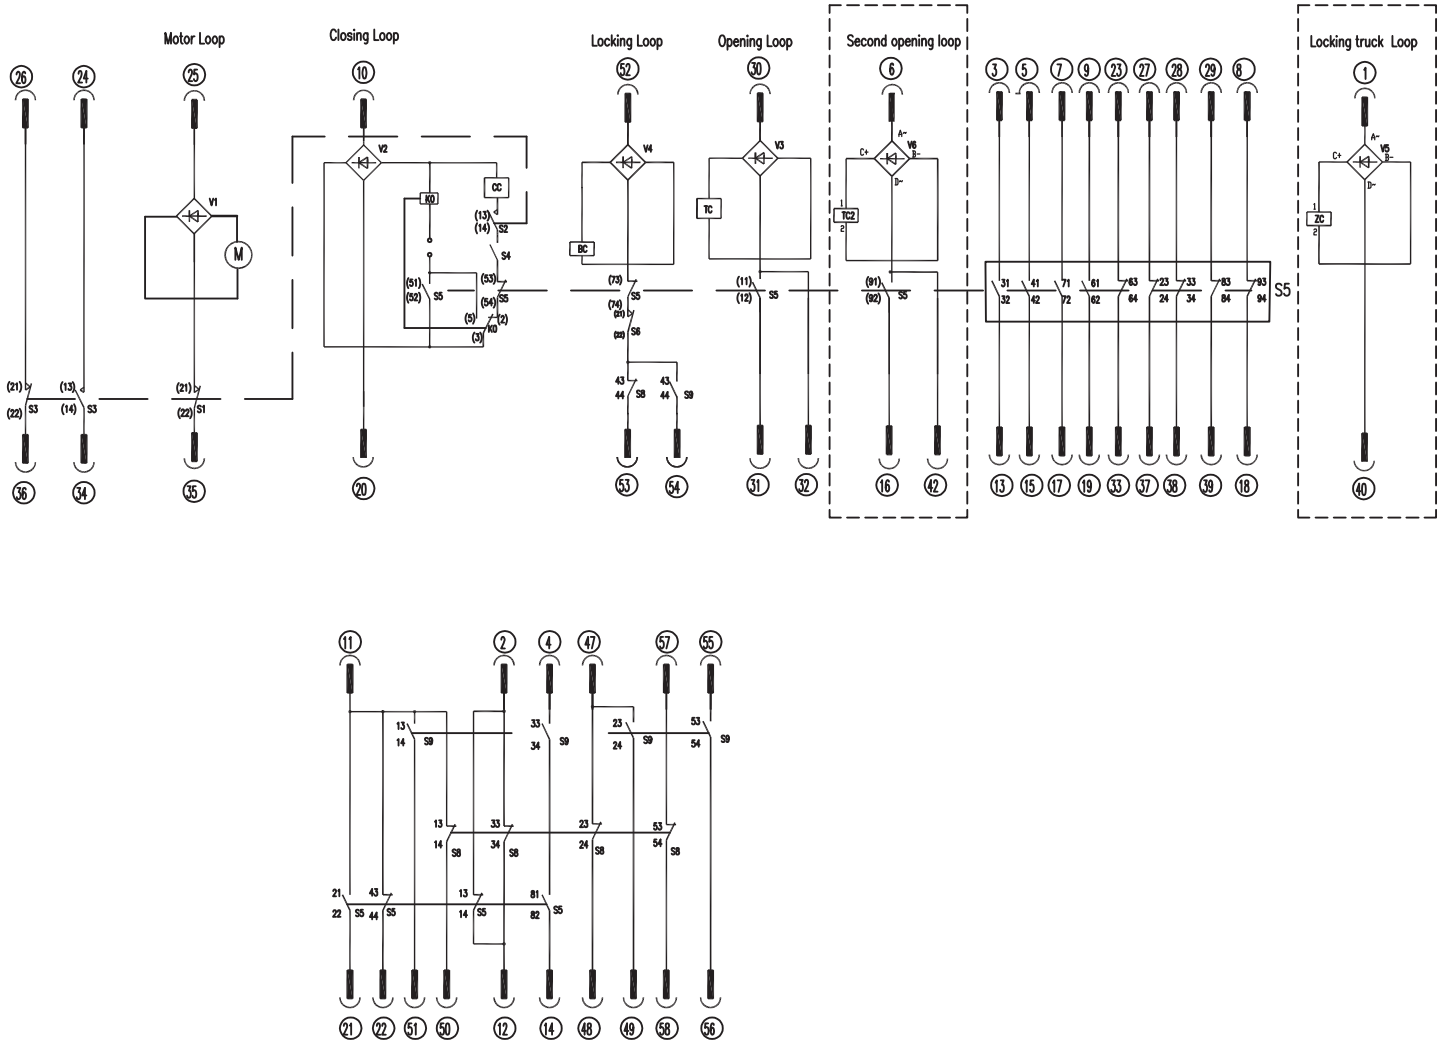 Motor Loop
Closing Loop
Locking Loop
Opening Loop
Second opening loop
Locking truck Loop
26 24 25 10 52 30 6 3 5 7 9 23 27 28 29 8 1
A~ A~
V2 V4 V3 C+ V6 B- C+ V5 B-
D~ D~
CC
K0
V1 TC 1 TC2 2 1 ZC 2
(13)
(14) S2
M BC S4
(51) (53) (73) (11) (91) 31 41 71 61 63 23 33 83 93
(52) S5 (54) S5 S5 (12) S5 (92) S5 32 42 72 62 64 24 34 84 94 S5
(74)
(5) (2) (21)
(3) K0 (22) S6
(21) (13) (21) 43 43
(22) S3 (14) S3 (22) S1 44 S8 44 S9
36 34 35 20 53 54 31 32 16 42 13 15 17 19 33 37 38 39 18 40
11 2 4 47 57 55
13 33 23 53
14 S9 34 S9 24 S9 54 S9
13 33 23 53
14 S8 34 S8 24 S8 54 S8
21 43 13 81
22 S5 44 S5 14 S5 82 S5
21 22 51 50 12 14 48 49 58 56